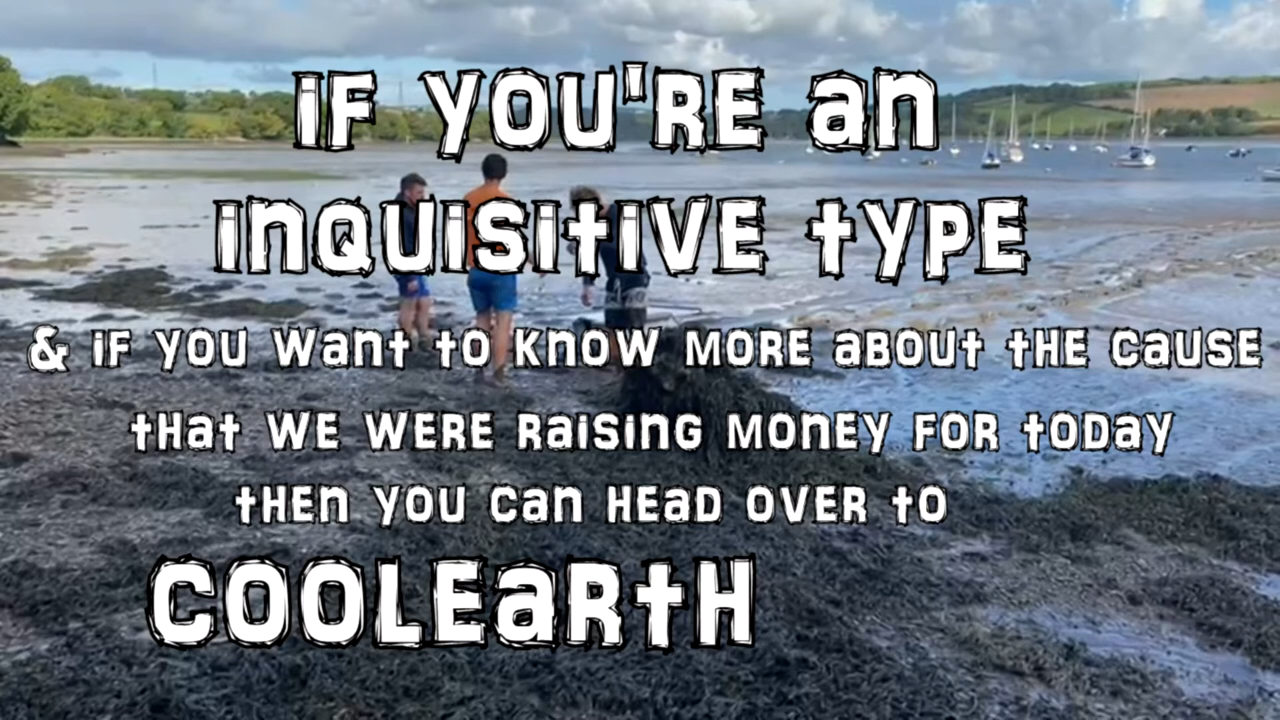 IF YOU'RE an
INQUISITIVE tYPE
& IF YOU Want to KNOW MORE aBOUt tHE CaUSE
tHat WE WERE RaISING MONEY FOR tODaY
tHEN YOU Can HEaD OVER tO
COOLEaRtH